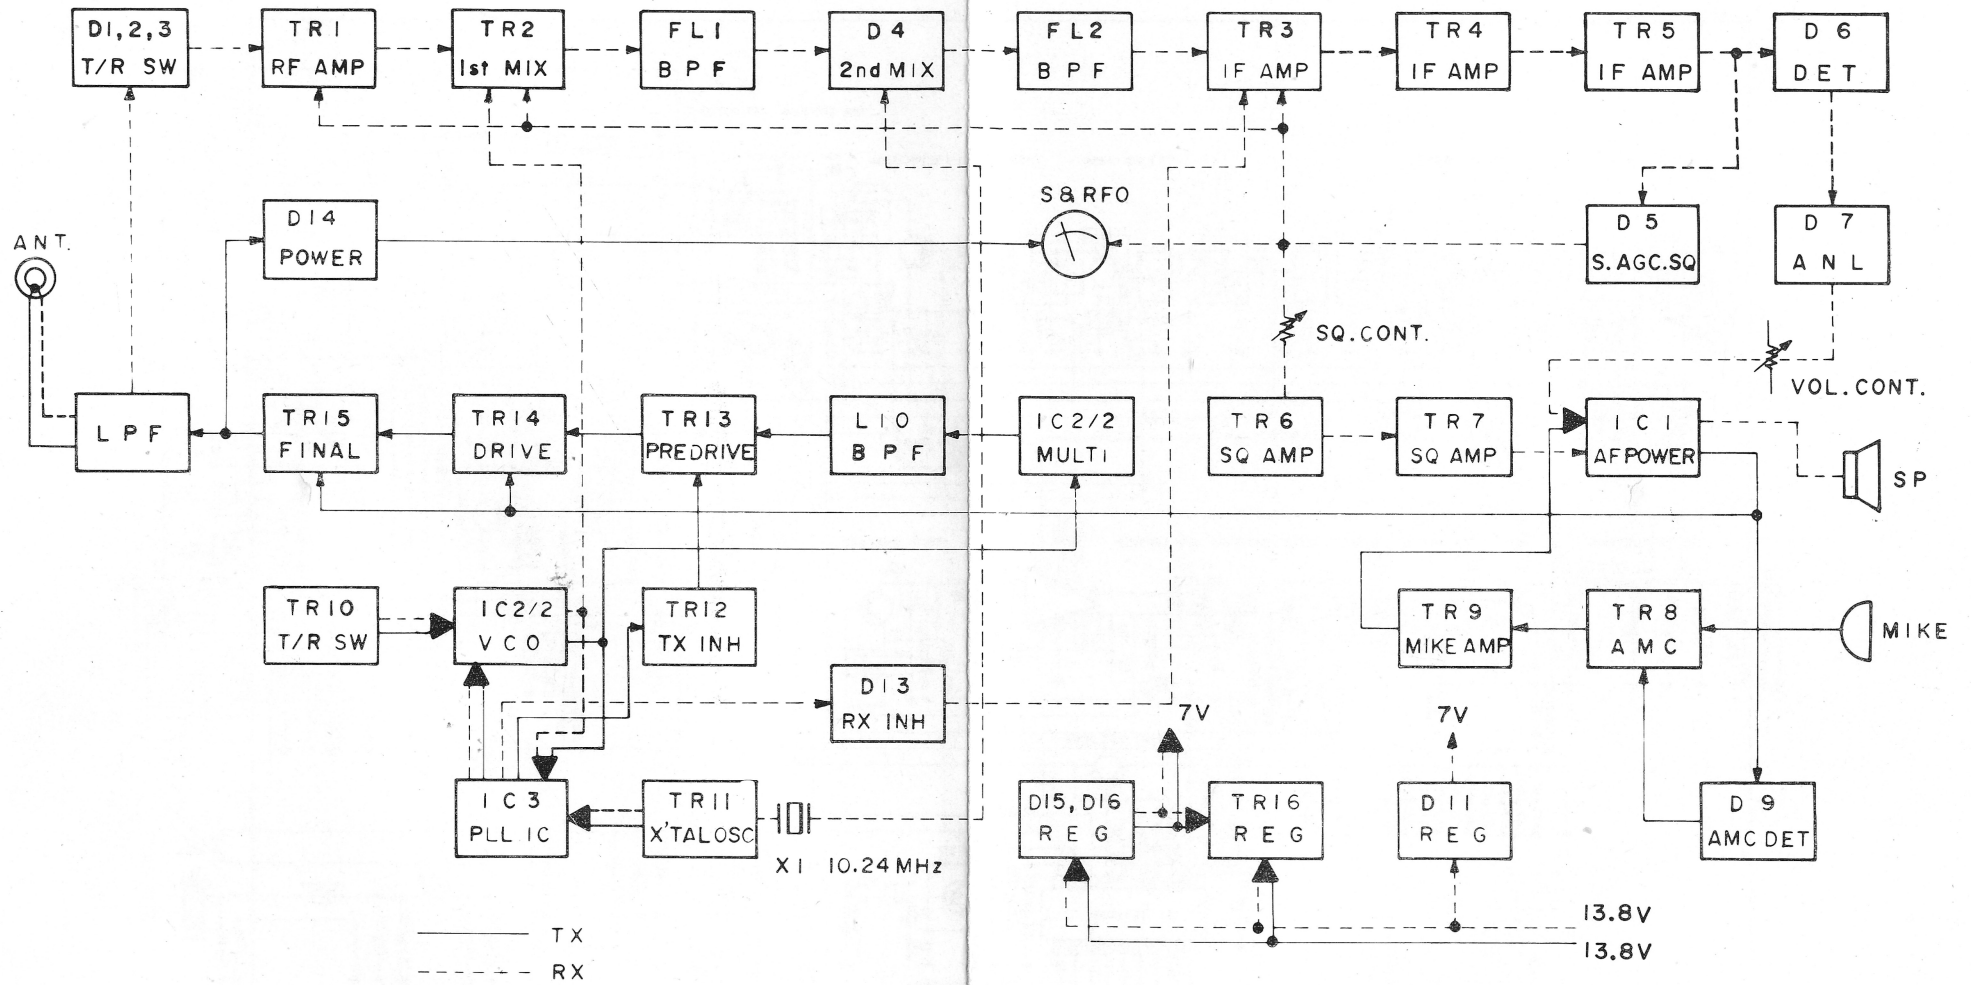 D1,2,3
T/R SW
TR1
RF AMP
TR2
1st MIX
FL1
BPF
D4
2nd MIX
FL2
BPF
TR3
IF AMP
TR4
IF AMP
TR5
IF AMP
D6
DET
ANT.
D14
POWER
S&RFO
D5
S.AGC.SQ
D7
ANL
SQ.CONT.
VOL.CONT.
LPF
TR15
FINAL
TR14
DRIVE
TR13
PREDRIVE
L10
BPF
IC2/2
MULTI
TR6
SQ AMP
TR7
SQ AMP
IC1
AF POWER
SP
TR10
T/R SW
IC2/2
VCO
TR12
TX INH
D13
RX INH
TR9
MIKE AMP
TR8
AMC
MIKE
7V
7V
IC3
PLL IC
TR11
X'TAL OSC
X1 10.24MHz
D15, D16
REG
TR16
REG
D11
REG
D9
AMC DET
13.8V
13.8V
TX
RX